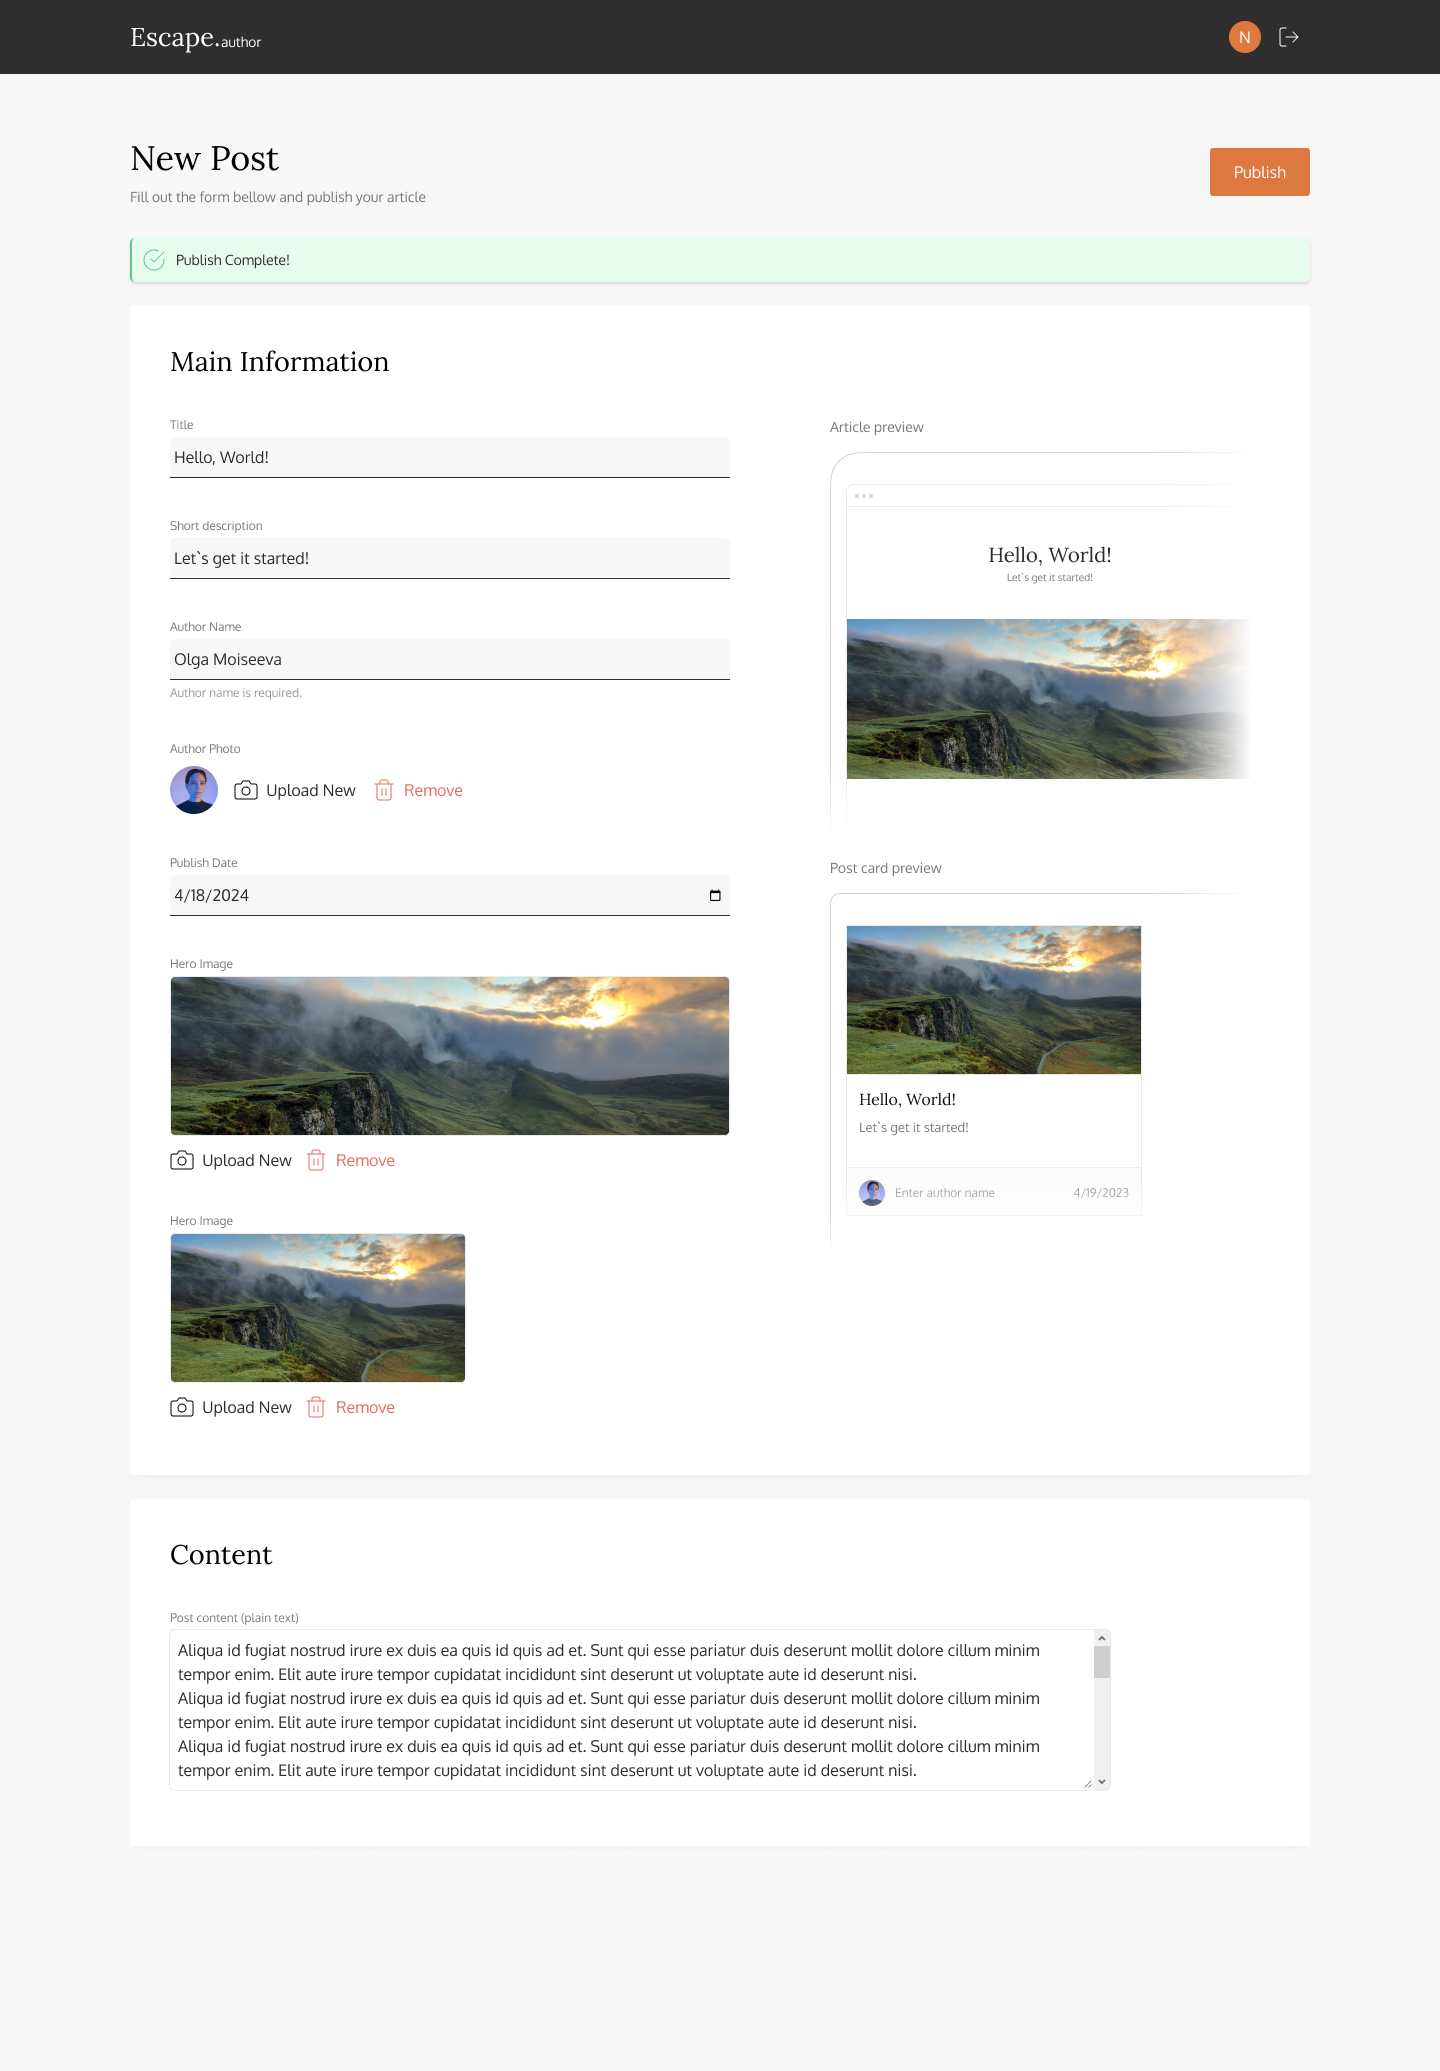 Escape.author
N
New Post
Fill out the form bellow and publish your article
Publish
Publish Complete!
Main Information
Title
Hello, World!
Short description
Let`s get it started!
Author Name
Olga Moiseeva
Author name is required.
Author Photo
Upload New
Remove
Publish Date
4/18/2024
Hero Image
Upload New
Remove
Hero Image
Upload New
Remove
Article preview
Hello, World!
Let`s get it started!
Post card preview
Hello, World!
Let`s get it started!
Enter author name
4/19/2023
Content
Post content (plain text)
Aliqua id fugiat nostrud irure ex duis ea quis id quis ad et. Sunt qui esse pariatur duis deserunt mollit dolore cillum minim
tempor enim. Elit aute irure tempor cupidatat incididunt sint deserunt ut voluptate aute id deserunt nisi.
Aliqua id fugiat nostrud irure ex duis ea quis id quis ad et. Sunt qui esse pariatur duis deserunt mollit dolore cillum minim
tempor enim. Elit aute irure tempor cupidatat incididunt sint deserunt ut voluptate aute id deserunt nisi.
Aliqua id fugiat nostrud irure ex duis ea quis id quis ad et. Sunt qui esse pariatur duis deserunt mollit dolore cillum minim
tempor enim. Elit aute irure tempor cupidatat incididunt sint deserunt ut voluptate aute id deserunt nisi.